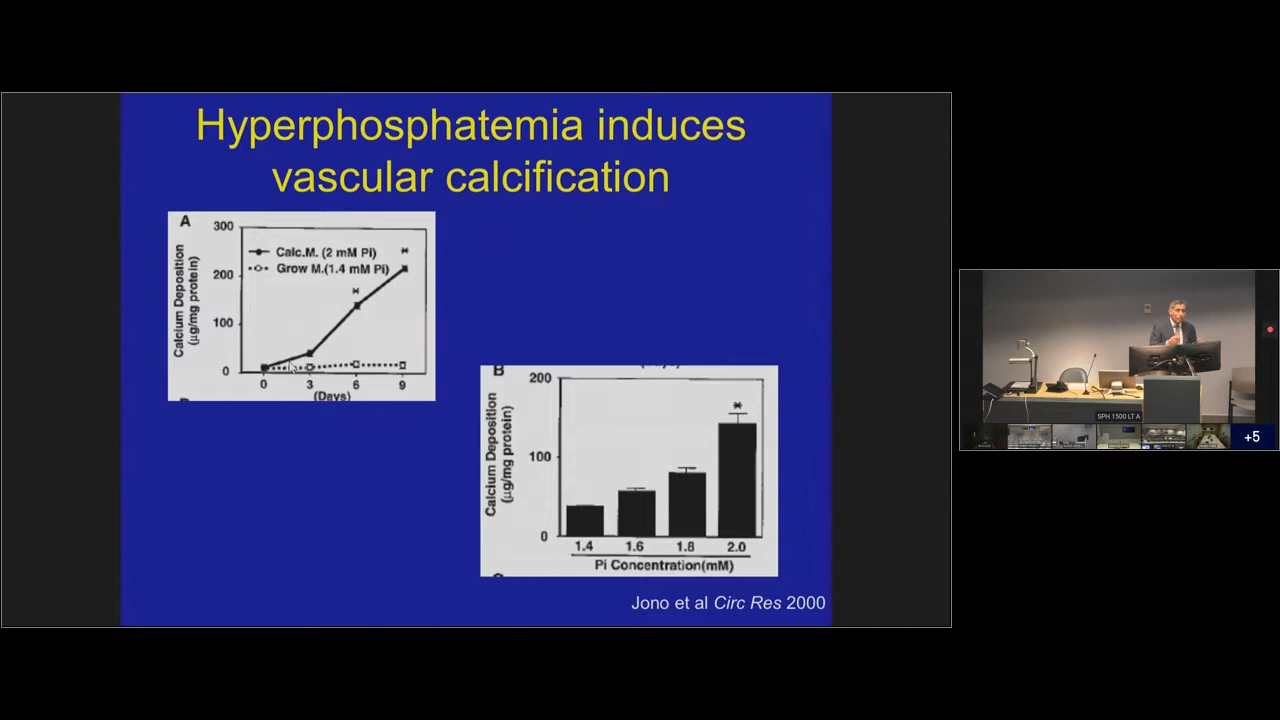 Hyperphosphatemia induces
vascular calcification
A
Calcium Deposition
(μg/mg protein)
300
200
100
0
Calc.M. (2 mM Pi)
Grow M.(1.4 mM Pi)
*
*
0 3 6 9
(Days)
B
Calcium Deposition
(μg/mg protein)
200
100
0
*
1.4 1.6 1.8 2.0
Pi Concentration(mM)
Jono et al Circ Res 2000
SPH 1500 LT A
+5